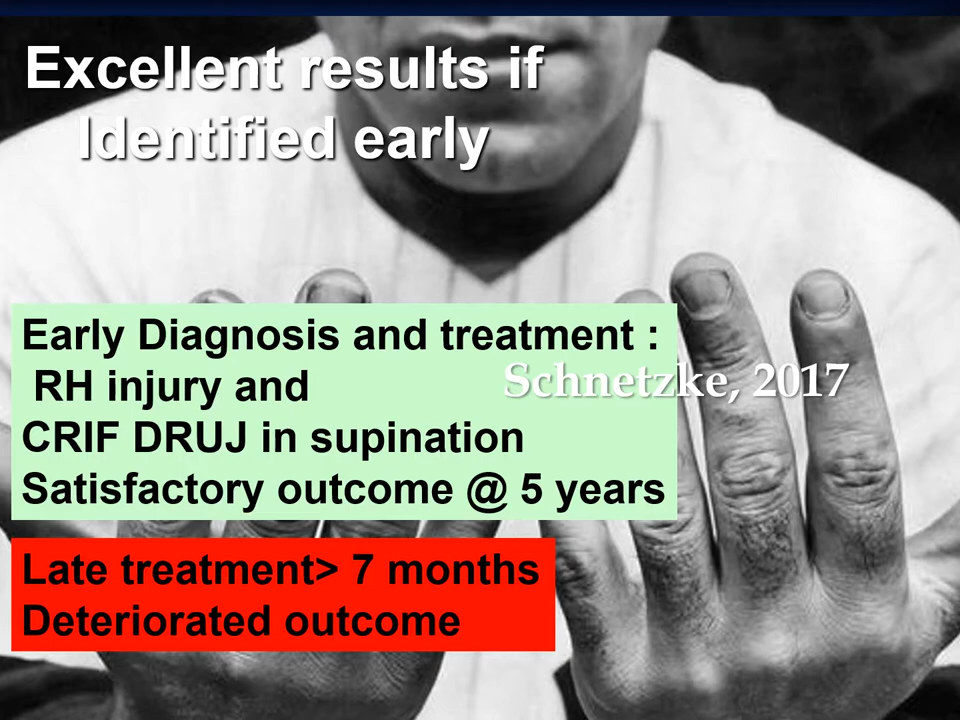 Excellent results if
Identified early
Early Diagnosis and treatment :
RH injury and
Schnetzke, 2017
CRIF DRUJ in supination
Satisfactory outcome @ 5 years
Late treatment> 7 months
Deteriorated outcome